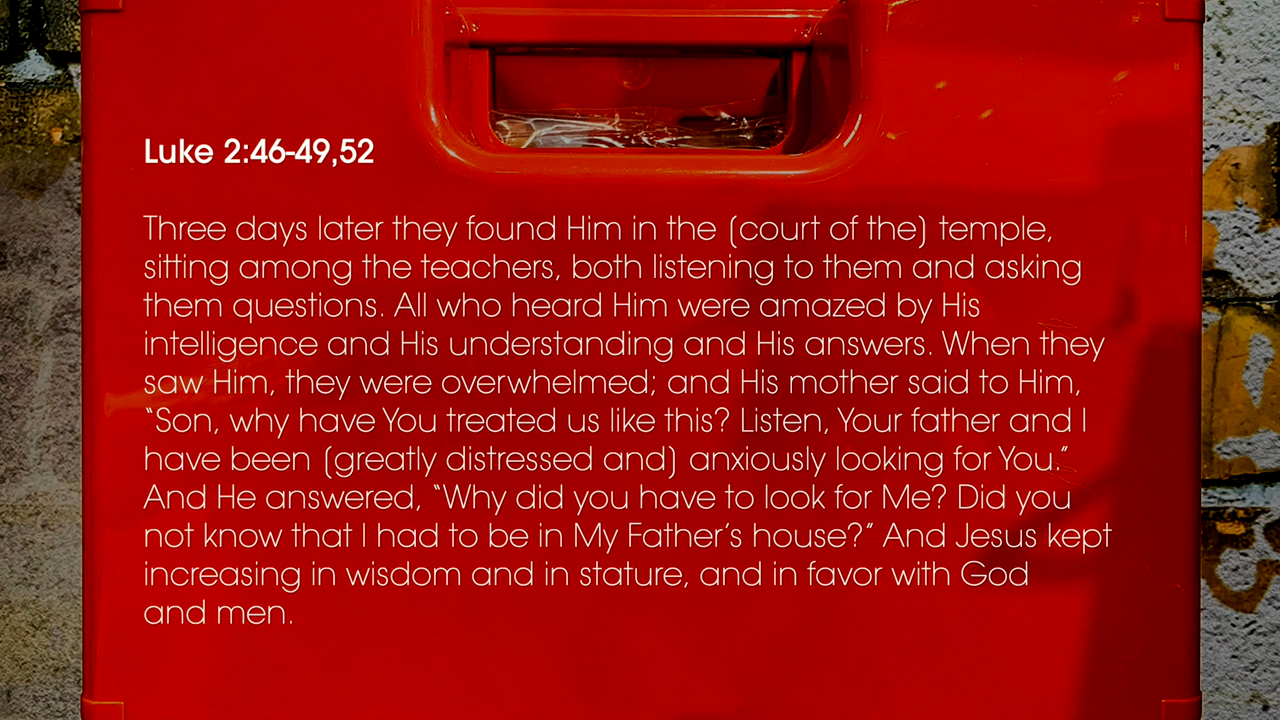 Luke 2:46-49,52
Three days later they found Him in the (court of the) temple,
sitting among the teachers, both listening to them and asking
them questions. All who heard Him were amazed by His
intelligence and His understanding and His answers. When they
saw Him, they were overwhelmed; and His mother said to Him,
“Son, why have You treated us like this? Listen, Your father and I
have been (greatly distressed and) anxiously looking for You.”
And He answered, “Why did you have to look for Me? Did you
not know that I had to be in My Father’s house?” And Jesus kept
increasing in wisdom and in stature, and in favor with God
and men.